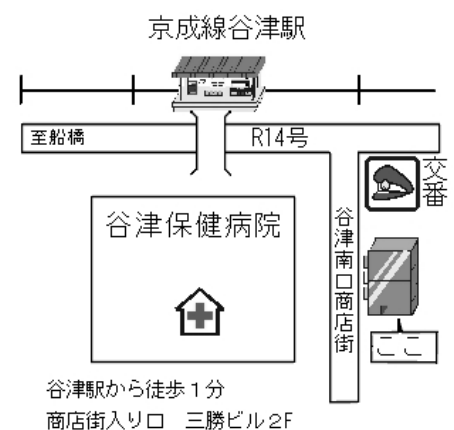 京成線谷津駅
至船橋
R14号
交番
谷津保健病院
谷津南口商店街
ここ
谷津駅から徒歩1分
商店街入り口 三勝ビル2F